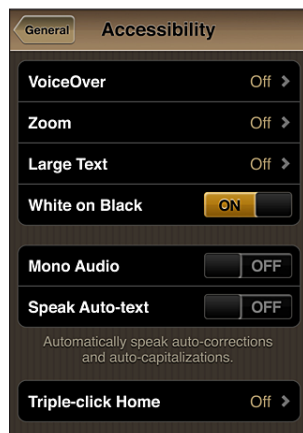 General
Accessibility
VoiceOver Off
Zoom Off
Large Text Off
White on Black ON
Mono Audio OFF
Speak Auto-text OFF
Automatically speak auto-corrections
and auto-capitalizations.
Triple-click Home Off